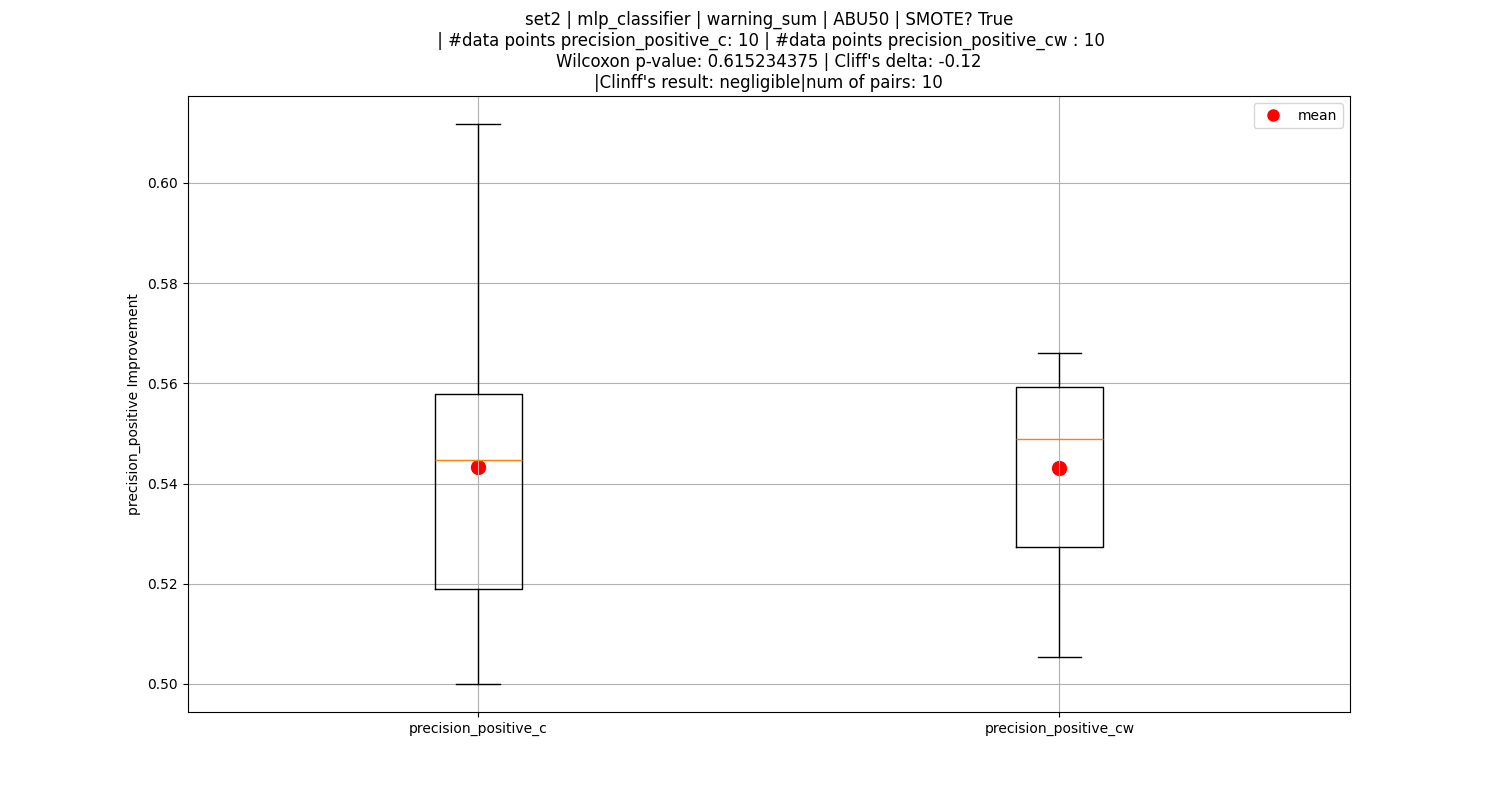 set2 | mlp_classifier | warning_sum | ABU50 | SMOTE? True
| #data points precision_positive_c: 10 | #data points precision_positive_cw : 10
Wilcoxon p-value: 0.615234375 | Cliff's delta: -0.12
|Clinff's result: negligible|num of pairs: 10
mean
0.60
0.58
0.56
0.54
0.52
0.50
precision_positive Improvement
precision_positive_c
precision_positive_cw